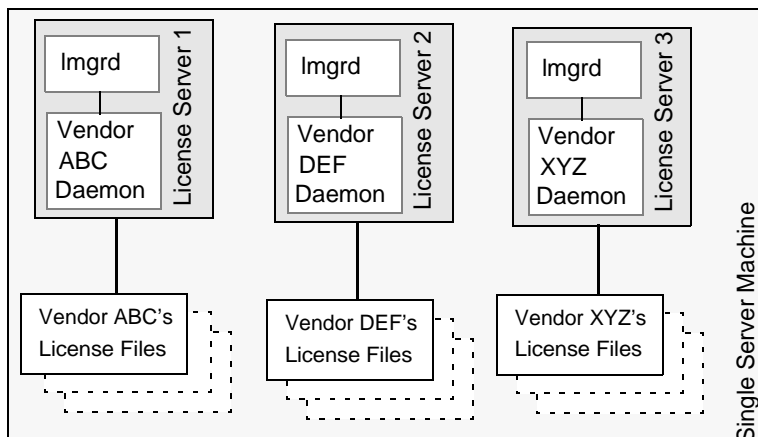 lmgrd
Vendor
ABC
Daemon
License Server 1
lmgrd
Vendor
DEF
Daemon
License Server 2
lmgrd
Vendor
XYZ
Daemon
License Server 3
Vendor ABC's
License Files
Vendor DEF's
License Files
Vendor XYZ's
License Files
Single Server Machine